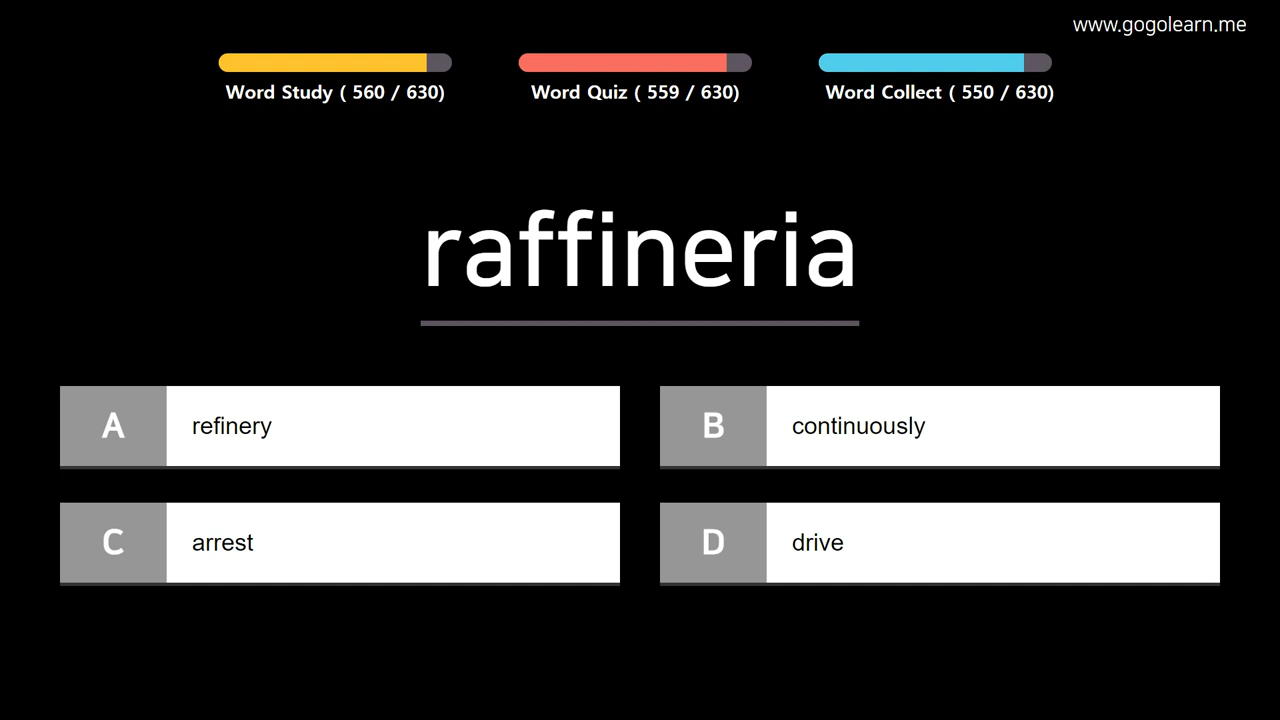 www.gogolearn.me
Word Study ( 560 / 630)
Word Quiz ( 559 / 630)
Word Collect ( 550 / 630)
raffineria
A refinery
B continuously
C arrest
D drive